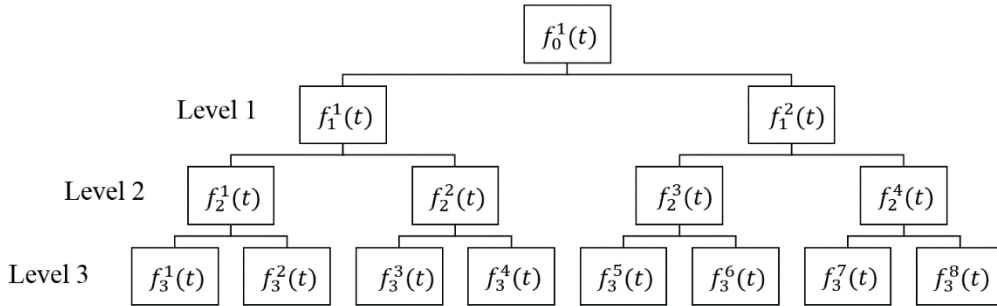 f_0^1(t)
Level 1 f_1^1(t) f_1^2(t)
Level 2 f_2^1(t) f_2^2(t) f_2^3(t) f_2^4(t)
Level 3 f_3^1(t) f_3^2(t) f_3^3(t) f_3^4(t) f_3^5(t) f_3^6(t) f_3^7(t) f_3^8(t)